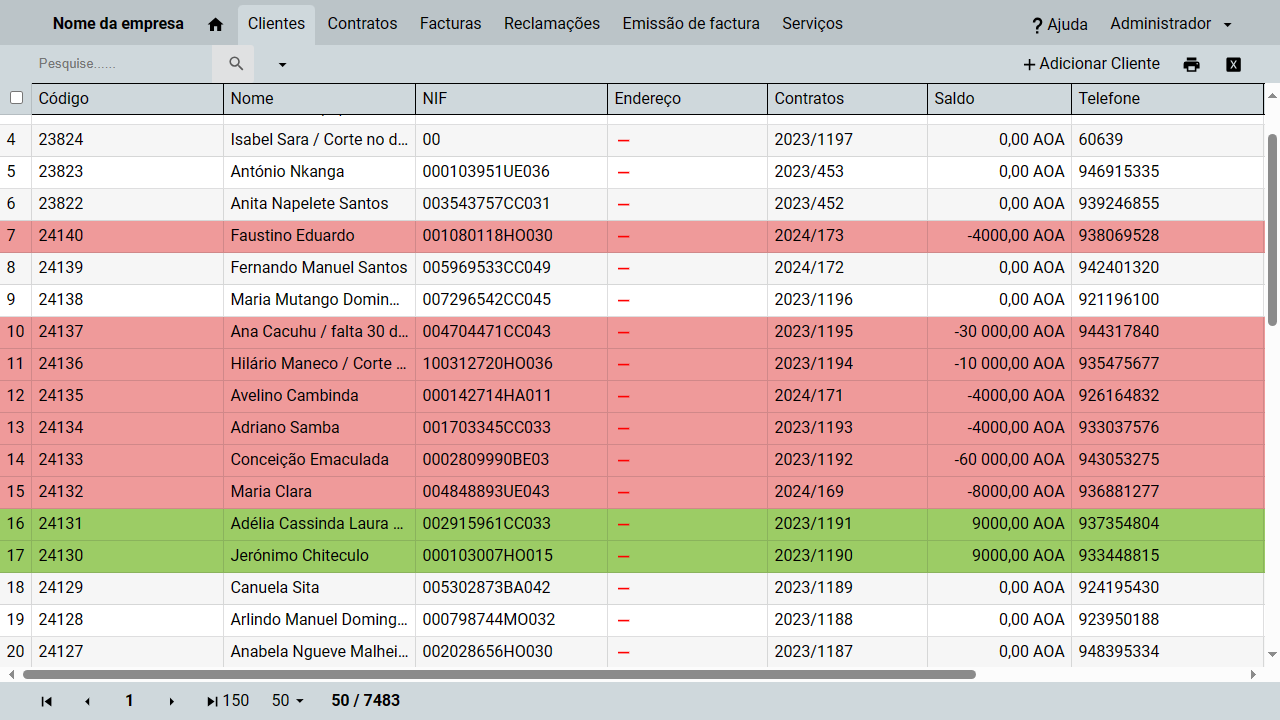 Nome da empresa Clientes Contratos Facturas Reclamações Emissão de factura Serviços ? Ajuda Administrador
Pesquise...... + Adicionar Cliente X
Código Nome NIF Endereço Contratos Saldo Telefone
4 23824 Isabel Sara / Corte no d... 00 — 2023/1197 0,00 AOA 60639
5 23823 António Nkanga 000103951UE036 — 2023/453 0,00 AOA 946915335
6 23822 Anita Napelete Santos 003543757CC031 — 2023/452 0,00 AOA 939246855
7 24140 Faustino Eduardo 001080118HO030 — 2024/173 -4000,00 AOA 938069528
8 24139 Fernando Manuel Santos 005969533CC049 — 2024/172 0,00 AOA 942401320
9 24138 Maria Mutango Domin... 007296542CC045 — 2023/1196 0,00 AOA 921196100
10 24137 Ana Cacuhu / falta 30 d... 004704471CC043 — 2023/1195 -30 000,00 AOA 944317840
11 24136 Hilário Maneco / Corte ... 100312720HO036 — 2023/1194 -10 000,00 AOA 935475677
12 24135 Avelino Cambinda 000142714HA011 — 2024/171 -4000,00 AOA 926164832
13 24134 Adriano Samba 001703345CC033 — 2023/1193 -4000,00 AOA 933037576
14 24133 Conceição Emaculada 0002809990BE03 — 2023/1192 -60 000,00 AOA 943053275
15 24132 Maria Clara 004848893UE043 — 2024/169 -8000,00 AOA 936881277
16 24131 Adélia Cassinda Laura ... 002915961CC033 — 2023/1191 9000,00 AOA 937354804
17 24130 Jerónimo Chiteculo 000103007HO015 — 2023/1190 9000,00 AOA 933448815
18 24129 Canuela Sita 005302873BA042 — 2023/1189 0,00 AOA 924195430
19 24128 Arlindo Manuel Doming... 000798744MO032 — 2023/1188 0,00 AOA 923950188
20 24127 Anabela Ngueve Malhei... 002028656HO030 — 2023/1187 0,00 AOA 948395334
1 150 50 50 / 7483